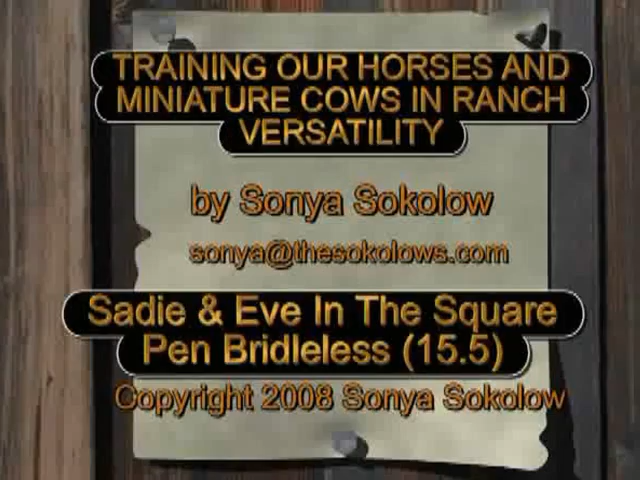 TRAINING OUR HORSES AND
MINIATURE COWS IN RANCH
VERSATILITY
by Sonya Sokolow
sonya@thesokolows.com
Sadie & Eve In The Square
Pen Bridleless (15.5)
Copyright 2008 Sonya Sokolow